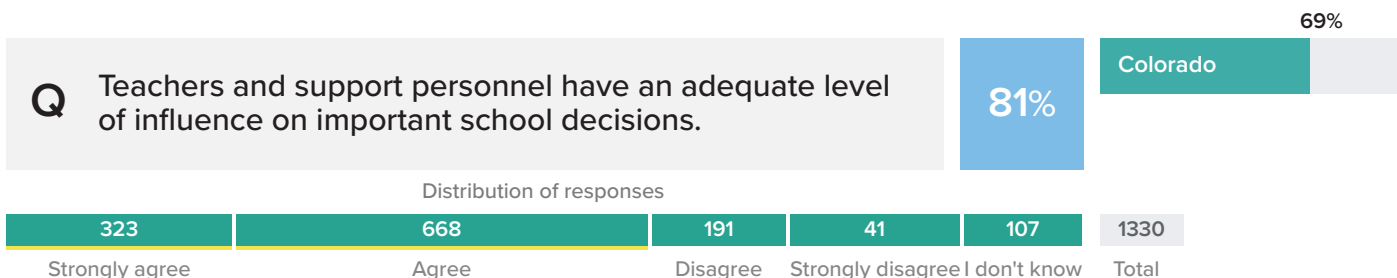 69%
Q
Teachers and support personnel have an adequate level
of influence on important school decisions.
81%
Colorado
Distribution of responses
323 668 191 41 107 1330
Strongly agree Agree Disagree Strongly disagree I don't know Total